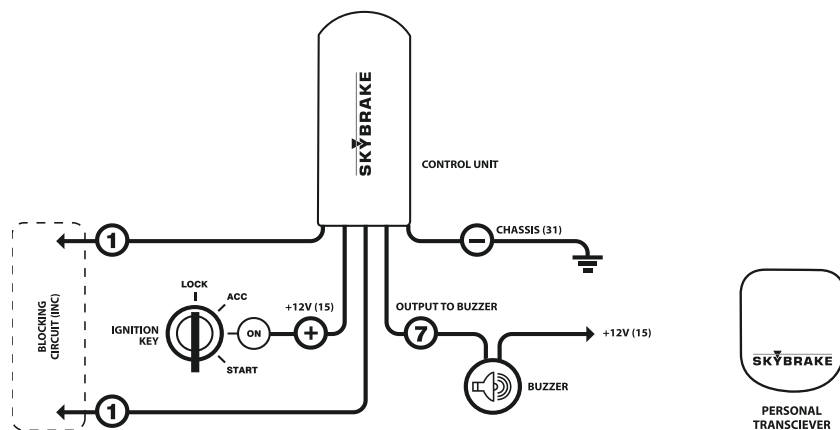 SKYBRAKE
CONTROL UNIT
1
−
CHASSIS (31)
BLOCKING
CIRCUIT (INC)
LOCK
ACC
IGNITION
KEY
ON
START
+12V (15)
+
OUTPUT TO BUZZER
7
+12V (15)
BUZZER
1
SKYBRAKE
PERSONAL
TRANSCIEVER